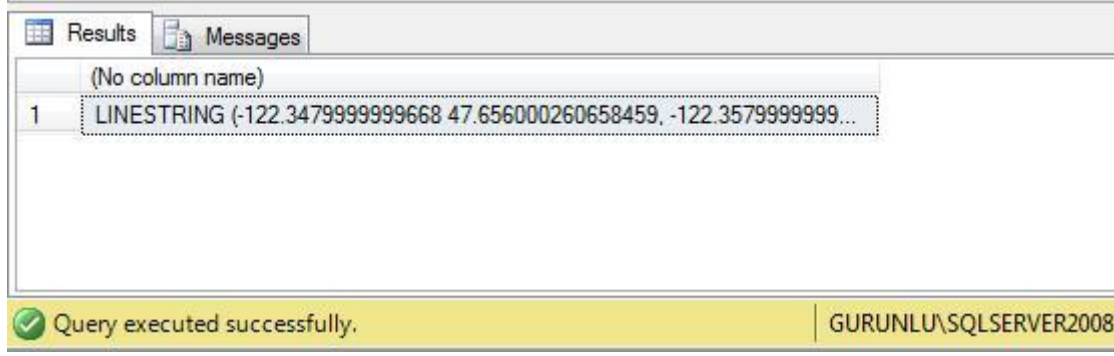 Results Messages
(No column name)
1 LINESTRING (-122.3479999999668 47.656000260658459, -122.3579999999...
Query executed successfully. GURUNLU\SQLSERVER2008